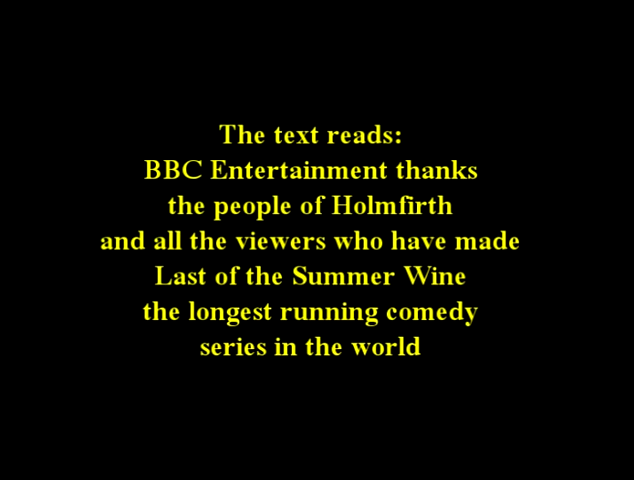 The text reads:
BBC Entertainment thanks
the people of Holmfirth
and all the viewers who have made
Last of the Summer Wine
the longest running comedy
series in the world